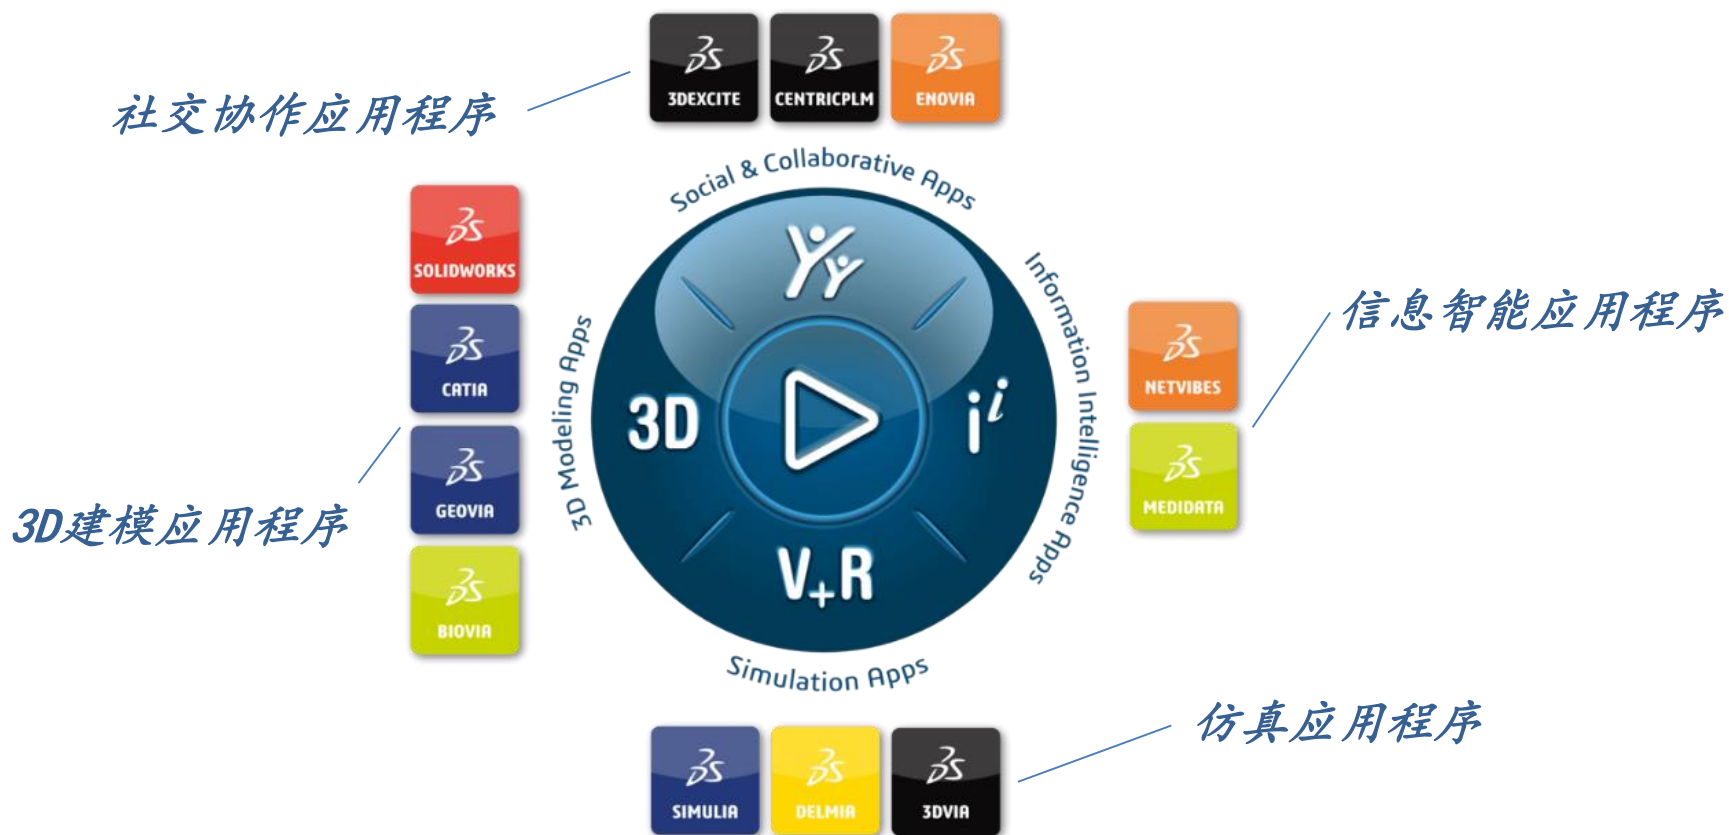 3DEXCITE
CENTRICPLM
ENOVIA
社交协作应用程序
Social & Collaborative Apps
SOLIDWORKS
CATIA
GEOVIA
BIOVIA
3D建模应用程序
3D Modeling Apps
3D
i i
V+R
Information Intelligence Apps
NETVIBES
MEDIDATA
信息智能应用程序
Simulation Apps
SIMULIA
DELMIA
3DVIA
仿真应用程序